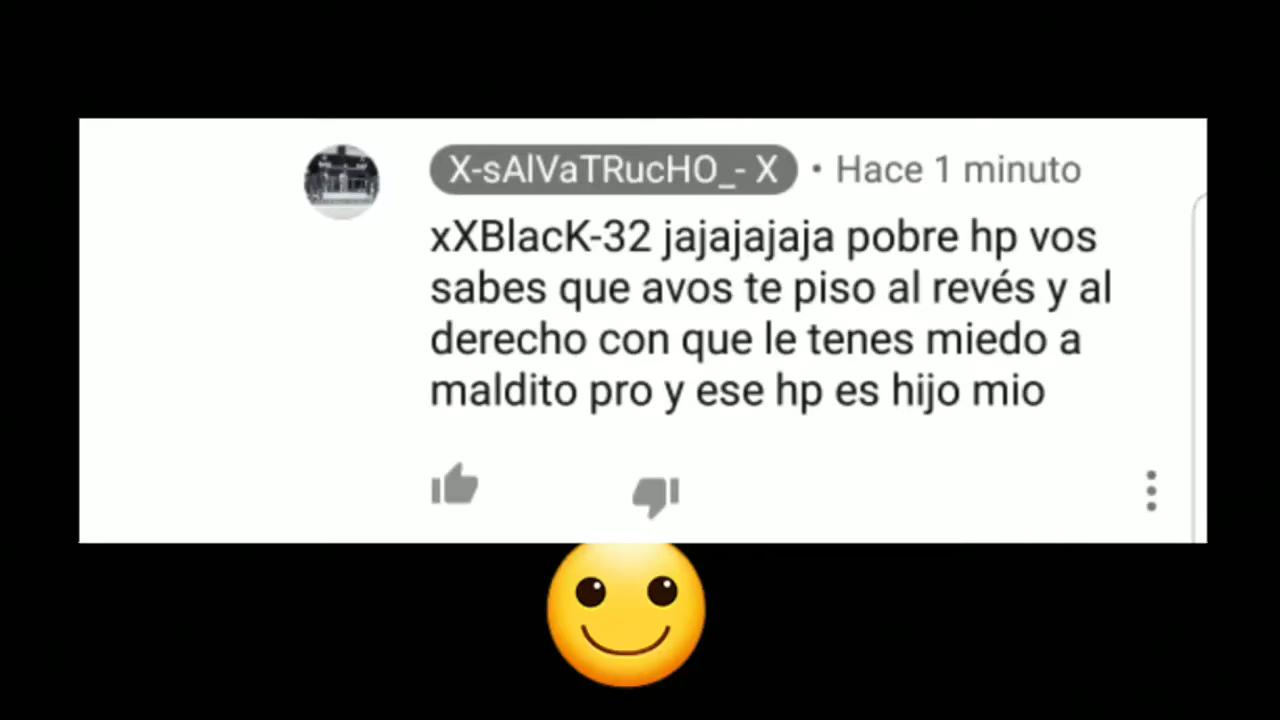 X-sAlVaTRucHO_- X • Hace 1 minuto
xXBlacK-32 jajajajaja pobre hp vos
sabes que avos te piso al revés y al
derecho con que le tenes miedo a
maldito pro y ese hp es hijo mio